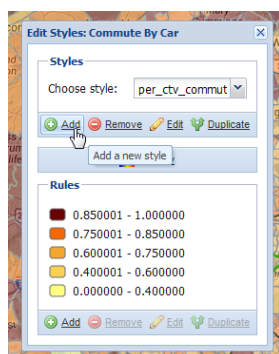 Edit Styles: Commute By Car
Styles
Choose style: per_ctv_commut
Add Remove Edit Duplicate
Add a new style
Rules
0.850001 - 1.000000
0.750001 - 0.850000
0.600001 - 0.750000
0.400001 - 0.600000
0.000000 - 0.400000
Add Remove Edit Duplicate